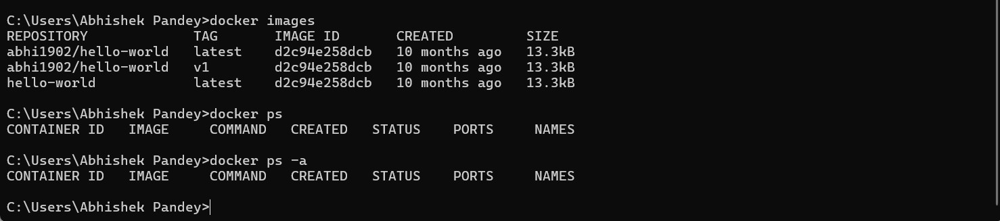 C:\Users\Abhishek Pandey>docker images
REPOSITORY             TAG       IMAGE ID       CREATED         SIZE
abhi1902/hello-world   latest    d2c94e258dcb   10 months ago   13.3kB
abhi1902/hello-world   v1        d2c94e258dcb   10 months ago   13.3kB
hello-world            latest    d2c94e258dcb   10 months ago   13.3kB
C:\Users\Abhishek Pandey>docker ps
CONTAINER ID   IMAGE     COMMAND   CREATED   STATUS    PORTS     NAMES
C:\Users\Abhishek Pandey>docker ps -a
CONTAINER ID   IMAGE     COMMAND   CREATED   STATUS    PORTS     NAMES
C:\Users\Abhishek Pandey>